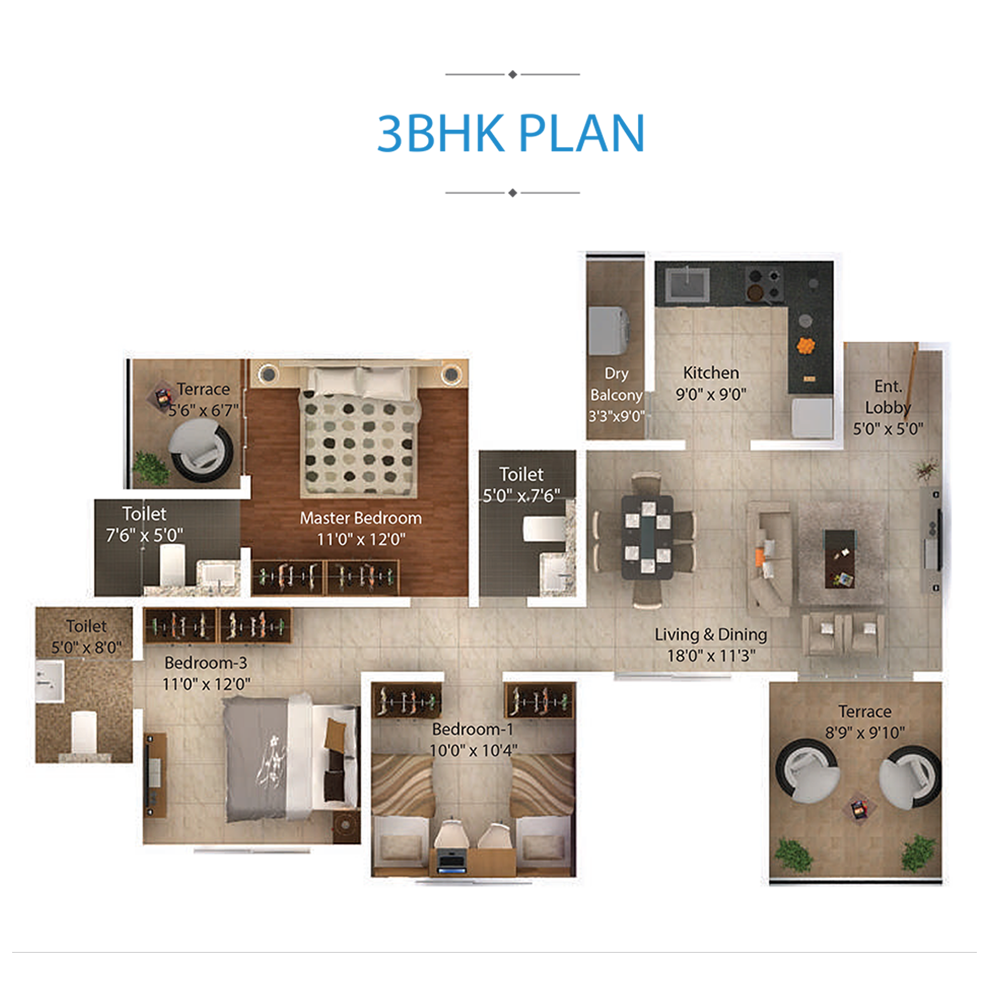 3BHK PLAN
Dry
Balcony
3'3"x9'0"
Kitchen
9'0" x 9'0"
Ent.
Lobby
5'0" x 5'0"
Terrace
5'6" x 6'7"
Toilet
7'6" x 5'0"
Master Bedroom
11'0" x 12'0"
Toilet
5'0" x 7'6"
Toilet
5'0" x 8'0"
Bedroom-3
11'0" x 12'0"
Living & Dining
18'0" x 11'3"
Bedroom-1
10'0" x 10'4"
Terrace
8'9" x 9'10"